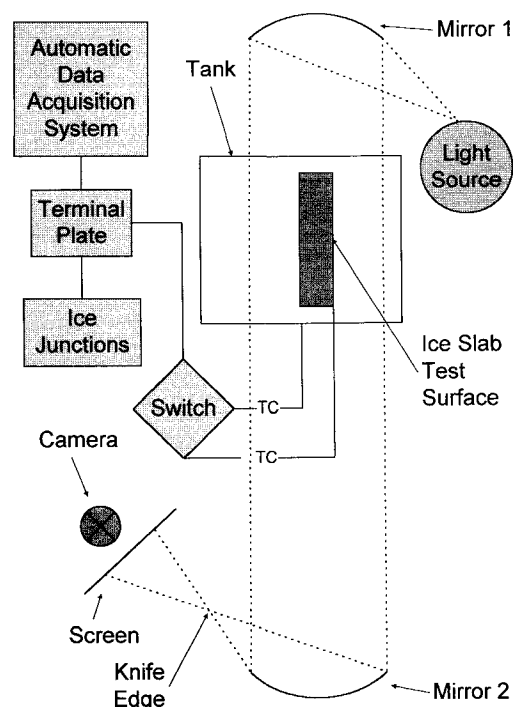 Automatic
Data
Acquisition
System
Mirror 1
Tank
Light
Source
Terminal
Plate
Ice
Junctions
Ice Slab
Test
Surface
Switch
TC
TC
Camera
Screen
Knife
Edge
Mirror 2